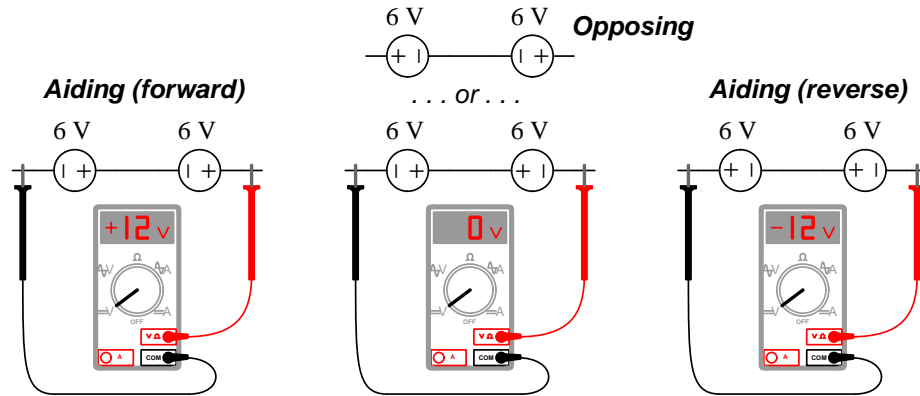 6 V 6 V Opposing
+ − − +
Aiding (forward) . . . or . . . Aiding (reverse)
6 V 6 V 6 V 6 V 6 V 6 V
− + − + − + + − + − + −
+12 V 0 V −12 V
Ω Ω Ω
V A V A V A
V A V A V A
OFF OFF OFF
V Ω V Ω V Ω
A COM A COM A COM